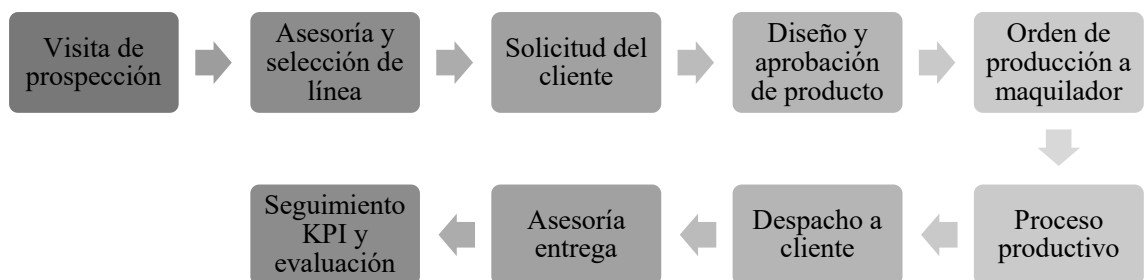 Visita de
prospección
Asesoría y
selección de
línea
Solicitud del
cliente
Diseño y
aprobación
de producto
Orden de
producción a
maquilador
Proceso
productivo
Despacho a
cliente
Asesoría
entrega
Seguimiento
KPI y
evaluación